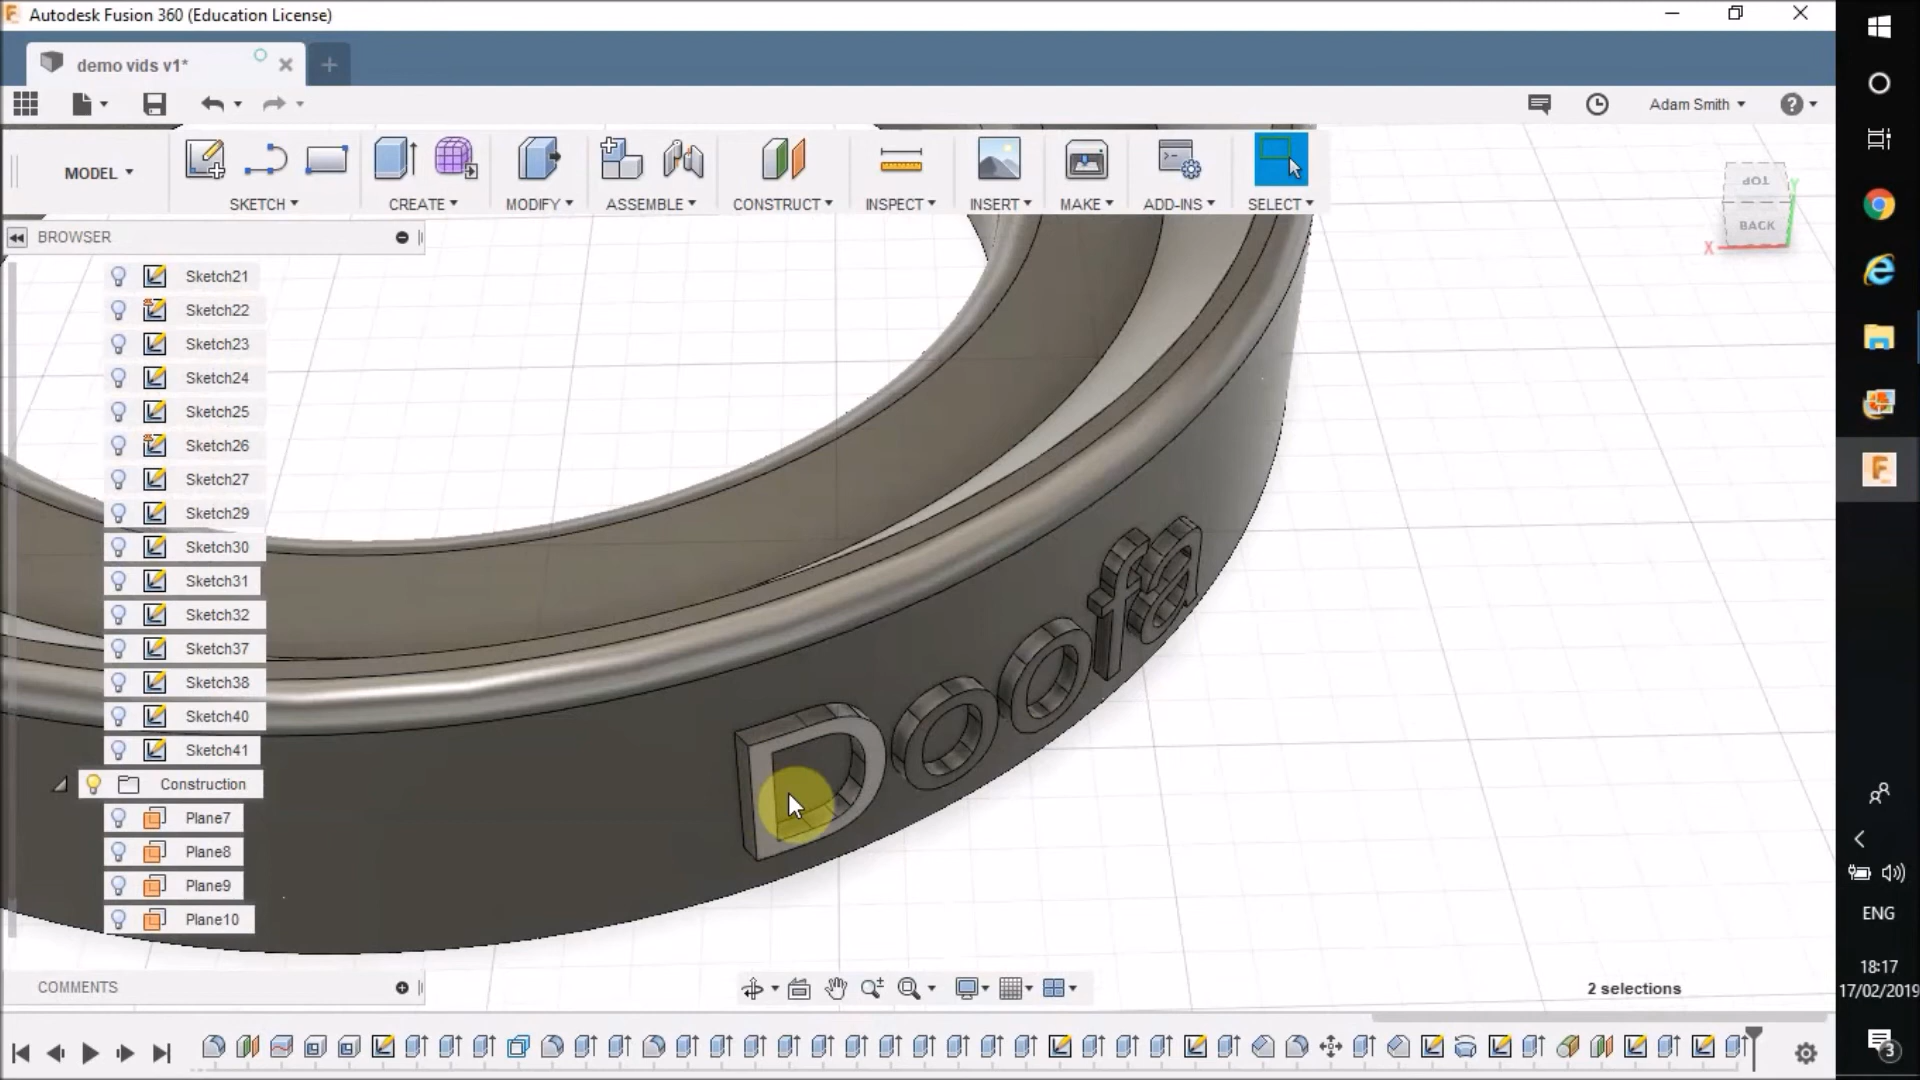 Autodesk Fusion 360 (Education License)
demo vids v1*
Adam Smith
MODEL
SKETCH
CREATE
MODIFY
ASSEMBLE
CONSTRUCT
INSPECT
INSERT
MAKE
ADD-INS
SELECT
TOP
BACK
X
Y
BROWSER
Sketch21
Sketch22
Sketch23
Sketch24
Sketch25
Sketch26
Sketch27
Sketch29
Sketch30
Sketch31
Sketch32
Sketch37
Sketch38
Sketch40
Sketch41
Construction
Plane7
Plane8
Plane9
Plane10
Doofa
COMMENTS
2 selections
ENG
18:17
17/02/2019
3